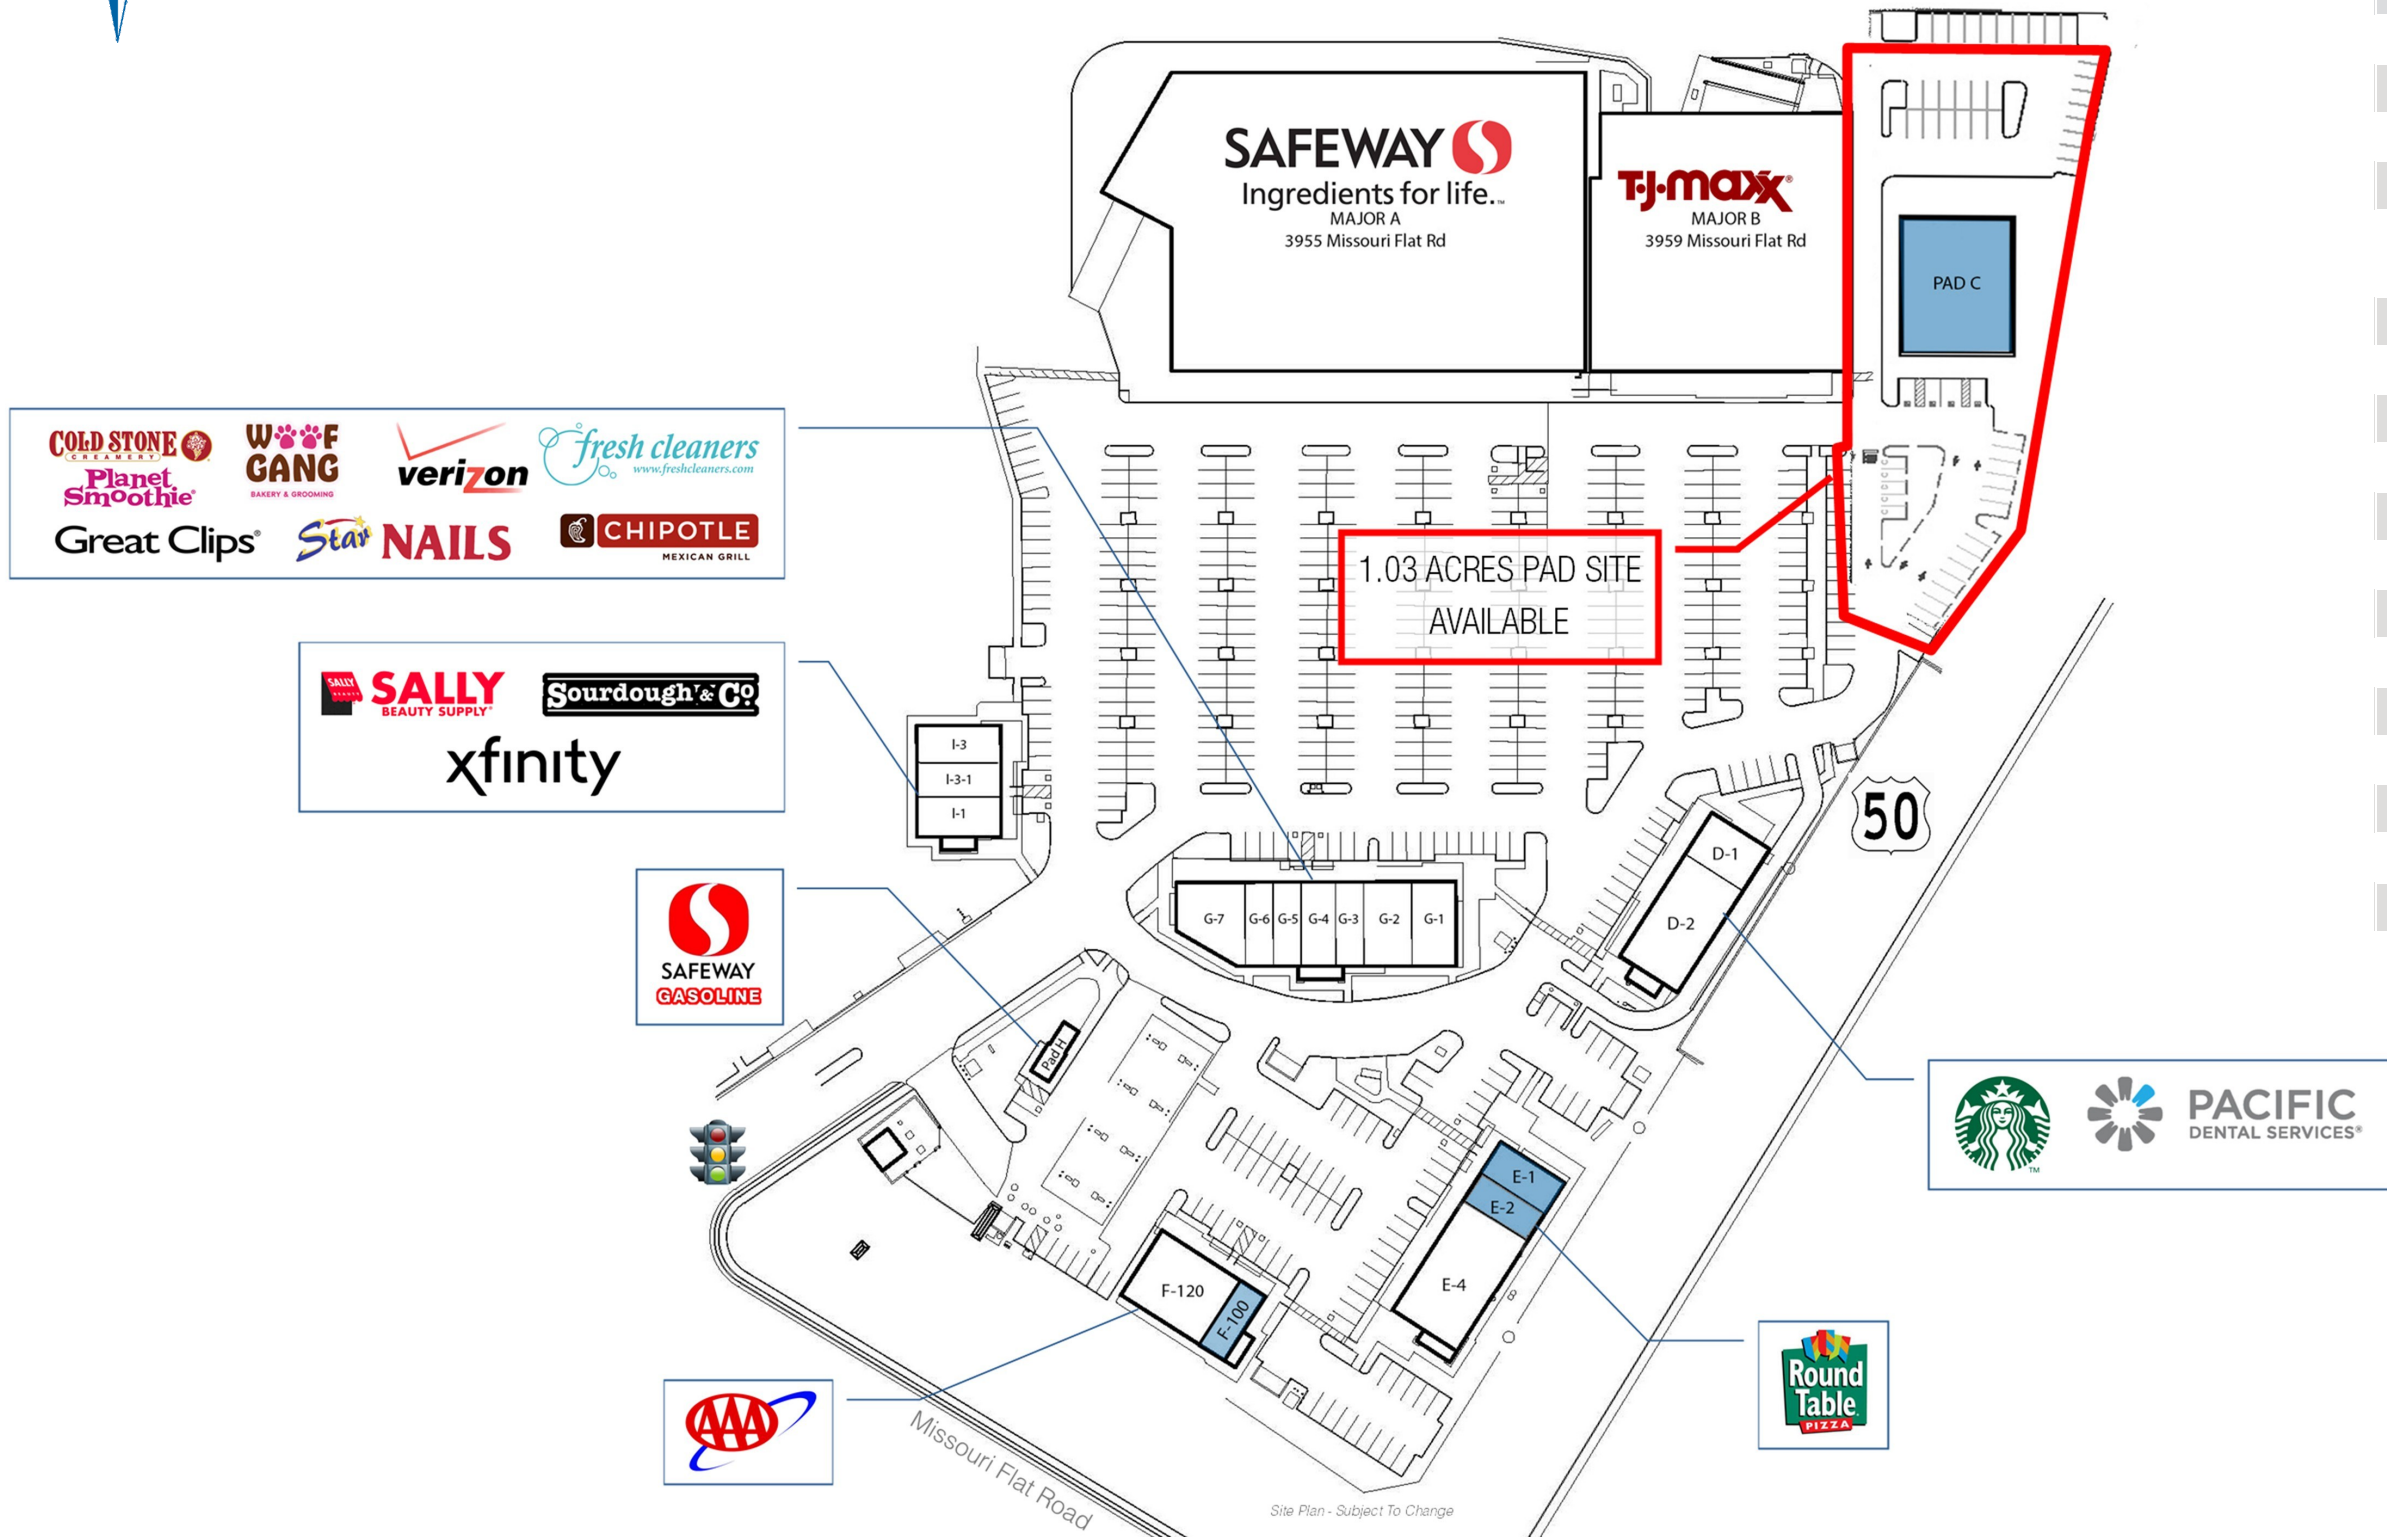 SAFEWAY
Ingredients for life.™
MAJOR A
3955 Missouri Flat Rd
T·J·maxx®
MAJOR B
3959 Missouri Flat Rd
PAD C
COLD STONE
CREAMERY
Planet
Smoothie®
WOOF
GANG
BAKERY & GROOMING
verizon
fresh cleaners
www.freshcleaners.com
Great Clips®
Star NAILS
CHIPOTLE
MEXICAN GRILL
1.03 ACRES PAD SITE
AVAILABLE
SALLY
BEAUTY
SALLY
BEAUTY SUPPLY
Sourdough & Co.
xfinity
I-3
I-3-1
I-1
50
D-1
D-2
G-7
G-6
G-5
G-4
G-3
G-2
G-1
SAFEWAY
GASOLINE
Pad H
PACIFIC
DENTAL SERVICES®
TM
E-1
E-2
E-4
F-120
F-100
Round
Table
PIZZA
AAA
Missouri Flat Road
Site Plan - Subject To Change